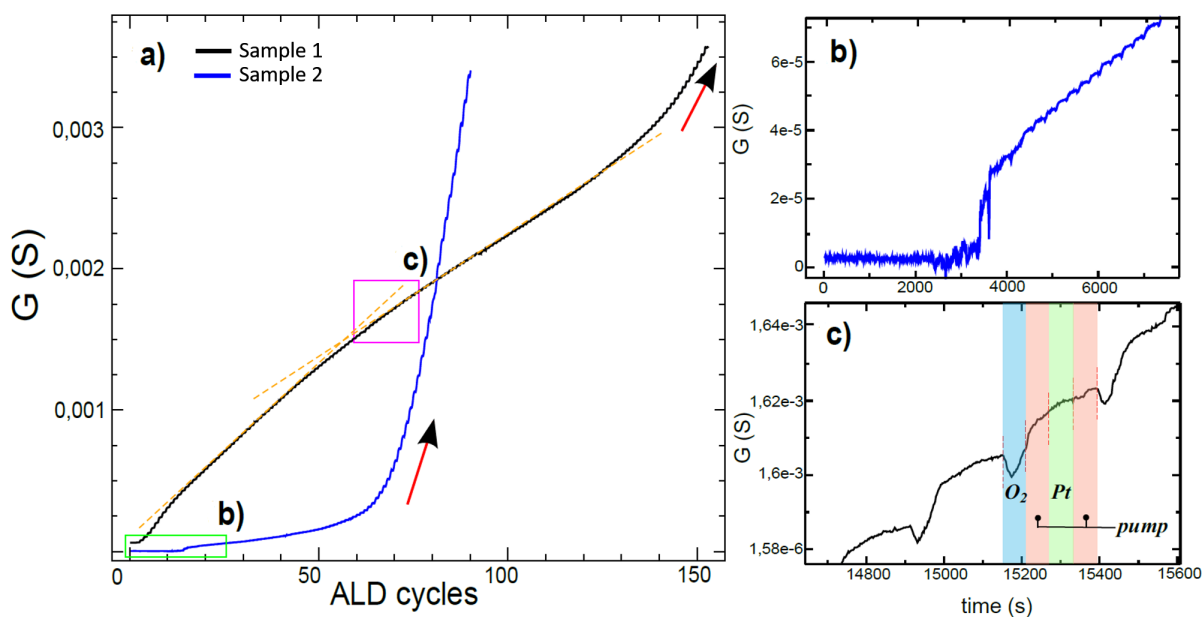 a)
Sample 1
Sample 2
0,003
0,002
0,001
0
G (S)
c)
b)
0 50 100 150
ALD cycles
b)
6e-5
4e-5
2e-5
0
G (S)
0 2000 4000 6000
c)
1,64e-3
1,62e-3
1,6e-3
1,58e-6
G (S)
O2 Pt
pump
14800 15000 15200 15400 15600
time (s)